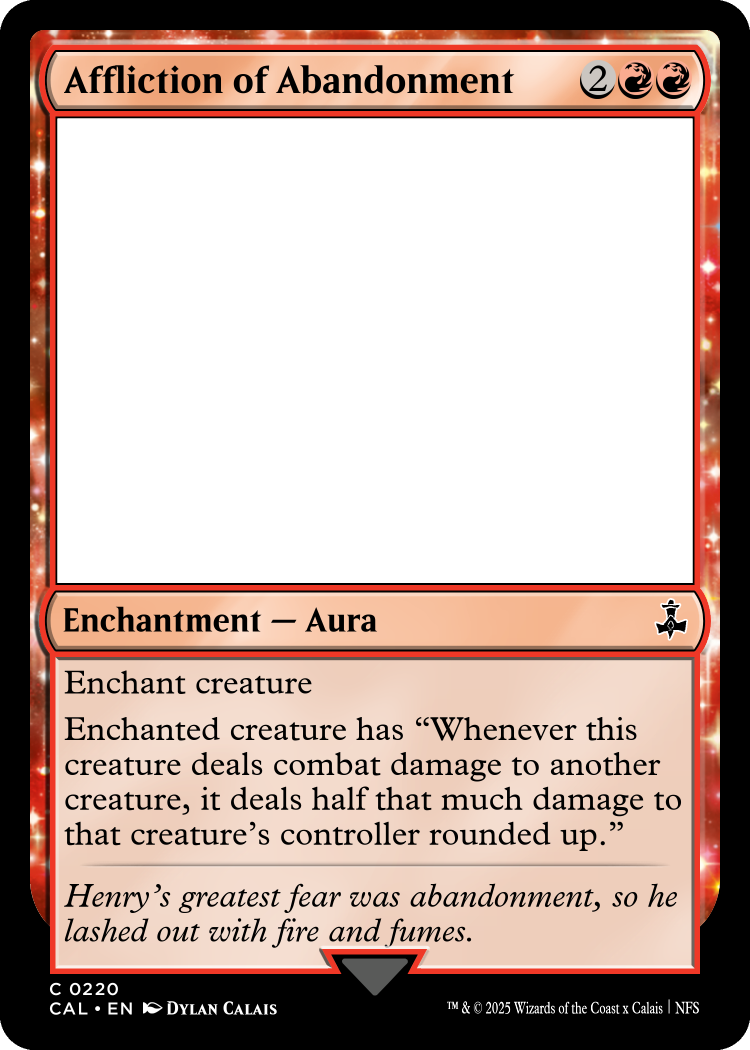 Affliction of Abandonment 2
Enchantment — Aura
Enchant creature
Enchanted creature has “Whenever this
creature deals combat damage to another
creature, it deals half that much damage to
that creature’s controller rounded up.”
Henry’s greatest fear was abandonment, so he
lashed out with fire and fumes.
C 0220
CAL • EN Dylan Calais
™ & © 2025 Wizards of the Coast x Calais | NFS